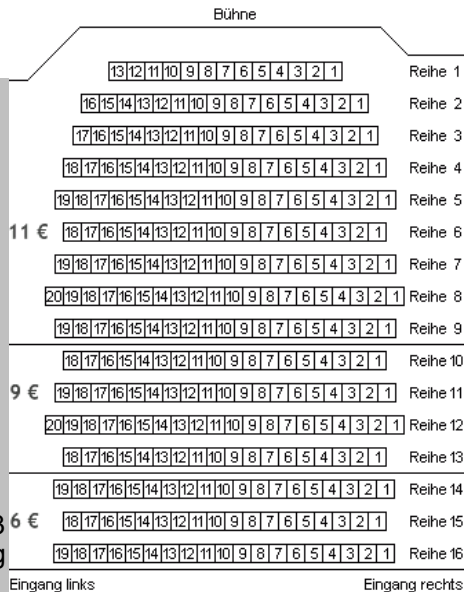 Bühne
13 12 11 10 9 8 7 6 5 4 3 2 1 Reihe 1
16 15 14 13 12 11 10 9 8 7 6 5 4 3 2 1 Reihe 2
17 16 15 14 13 12 11 10 9 8 7 6 5 4 3 2 1 Reihe 3
18 17 16 15 14 13 12 11 10 9 8 7 6 5 4 3 2 1 Reihe 4
19 18 17 16 15 14 13 12 11 10 9 8 7 6 5 4 3 2 1 Reihe 5
11 € 18 17 16 15 14 13 12 11 10 9 8 7 6 5 4 3 2 1 Reihe 6
19 18 17 16 15 14 13 12 11 10 9 8 7 6 5 4 3 2 1 Reihe 7
20 19 18 17 16 15 14 13 12 11 10 9 8 7 6 5 4 3 2 1 Reihe 8
19 18 17 16 15 14 13 12 11 10 9 8 7 6 5 4 3 2 1 Reihe 9
18 17 16 15 14 13 12 11 10 9 8 7 6 5 4 3 2 1 Reihe 10
9 € 19 18 17 16 15 14 13 12 11 10 9 8 7 6 5 4 3 2 1 Reihe 11
20 19 18 17 16 15 14 13 12 11 10 9 8 7 6 5 4 3 2 1 Reihe 12
18 17 16 15 14 13 12 11 10 9 8 7 6 5 4 3 2 1 Reihe 13
19 18 17 16 15 14 13 12 11 10 9 8 7 6 5 4 3 2 1 Reihe 14
6 € 18 17 16 15 14 13 12 11 10 9 8 7 6 5 4 3 2 1 Reihe 15
19 18 17 16 15 14 13 12 11 10 9 8 7 6 5 4 3 2 1 Reihe 16
Eingang links Eingang rechts